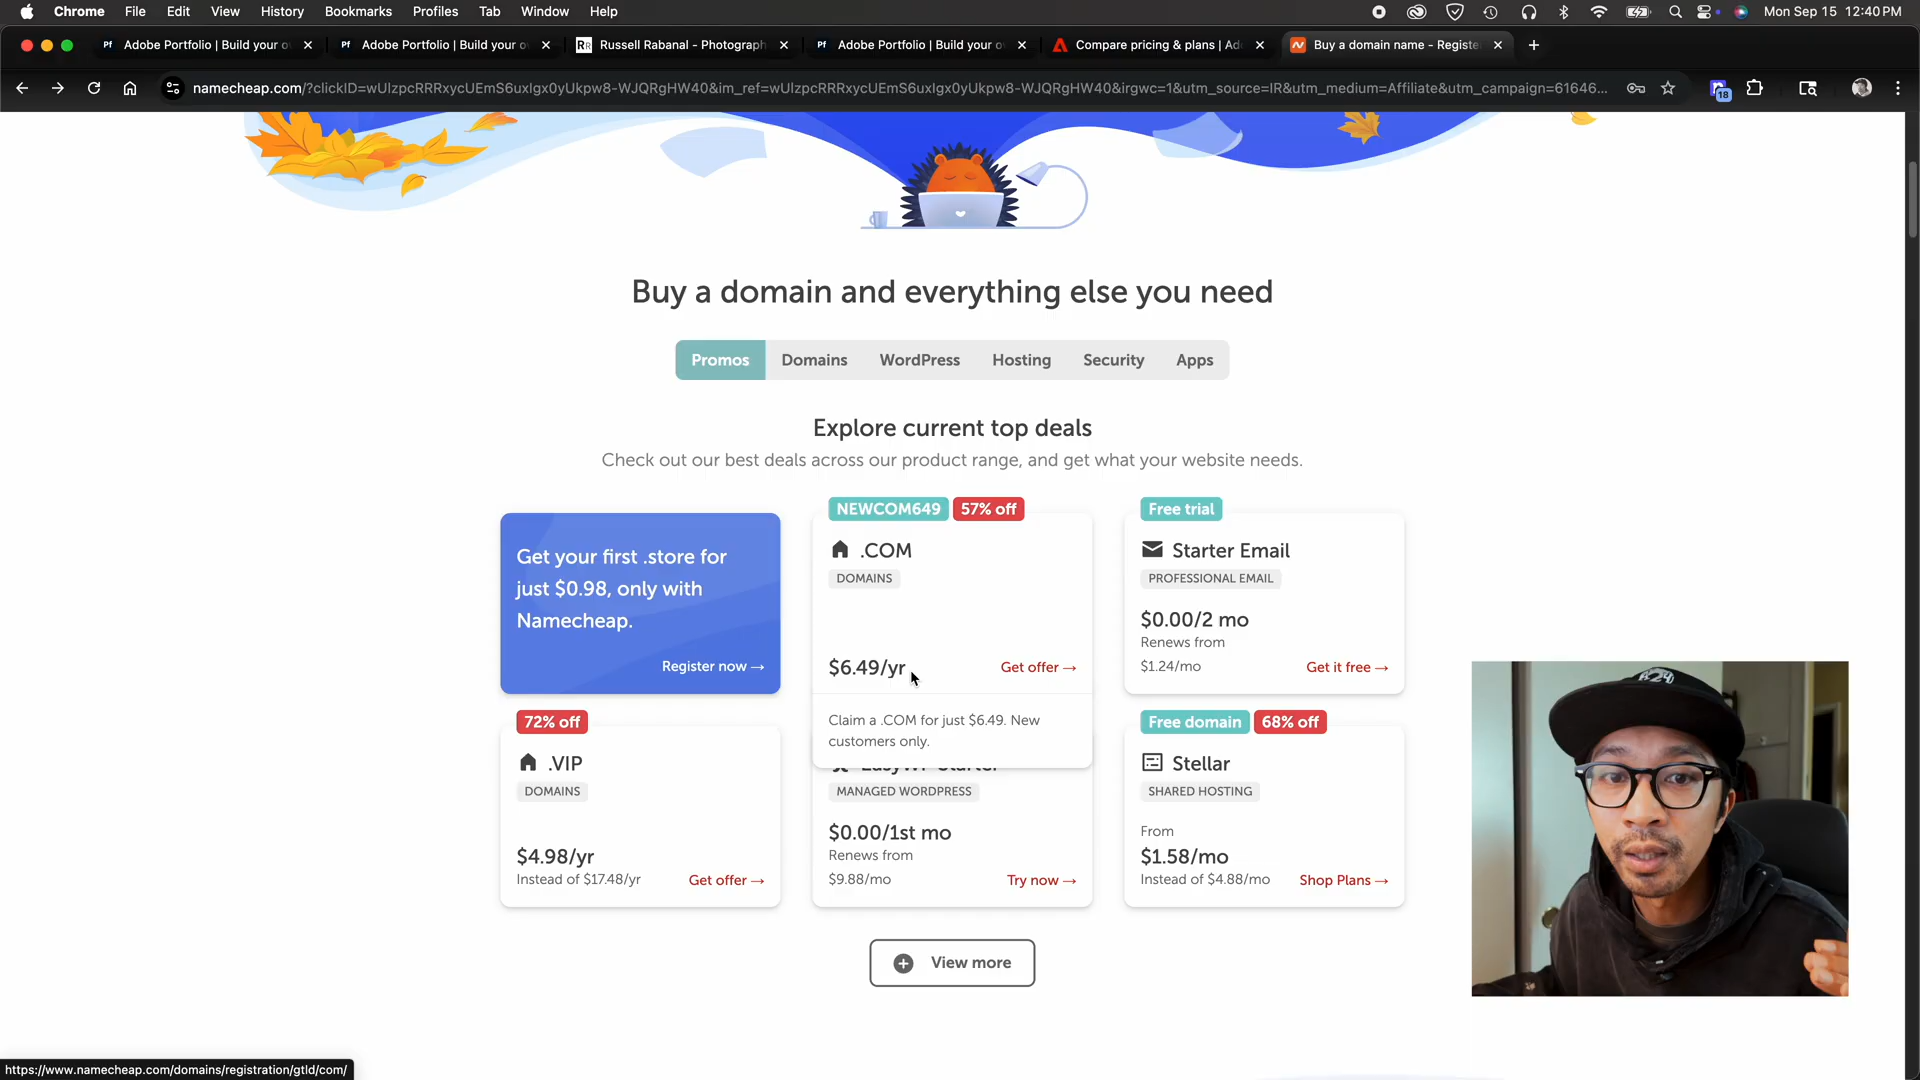 Chrome File Edit View History Bookmarks Profiles Tab Window Help
Mon Sep 15 12:40 PM
Adobe Portfolio | Build your o
Adobe Portfolio | Build your o
Russell Rabanal - Photograph
Adobe Portfolio | Build your o
Compare pricing & plans | Ad
Buy a domain name - Registe
namecheap.com/?clickID=wUlzpcRRRxycUEmS6uxlgx0yUkpw8-WJQRgHW40&im_ref=wUlzpcRRRxycUEmS6uxlgx0yUkpw8-WJQRgHW40&irgwc=1&utm_source=IR&utm_medium=Affiliate&utm_campaign=61646...
18
Buy a domain and everything else you need
Promos Domains WordPress Hosting Security Apps
Explore current top deals
Check out our best deals across our product range, and get what your website needs.
Get your first .store for
just $0.98, only with
Namecheap.
Register now →
NEWCOM649 57% off
.COM
DOMAINS
$6.49/yr
Get offer →
Claim a .COM for just $6.49. New
customers only.
Free trial
Starter Email
PROFESSIONAL EMAIL
$0.00/2 mo
Renews from
$1.24/mo
Get it free →
72% off
.VIP
DOMAINS
$4.98/yr
Instead of $17.48/yr
Get offer →
EasyWP Starter
MANAGED WORDPRESS
$0.00/1st mo
Renews from
$9.88/mo
Try now →
Free domain 68% off
Stellar
SHARED HOSTING
From
$1.58/mo
Instead of $4.88/mo
Shop Plans →
View more
https://www.namecheap.com/domains/registration/gtld/com/